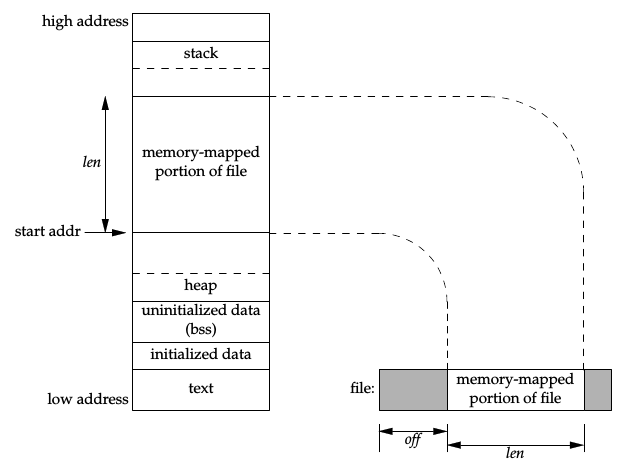 high address
stack
len
memory-mapped
portion of file
start addr
heap
uninitialized data
(bss)
initialized data
text
low address
file:
memory-mapped
portion of file
off
len